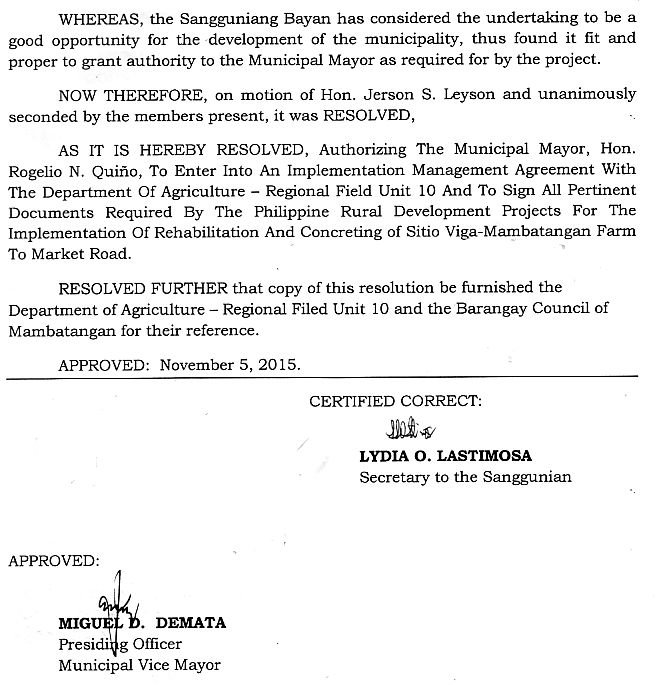 WHEREAS, the Sangguniang Bayan has considered the undertaking to be a
good opportunity for the development of the municipality, thus found it fit and
proper to grant authority to the Municipal Mayor as required for by the project.
NOW THEREFORE, on motion of Hon. Jerson S. Leyson and unanimously
seconded by the members present, it was RESOLVED,
AS IT IS HEREBY RESOLVED, Authorizing The Municipal Mayor, Hon.
Rogelio N. Quiño, To Enter Into An Implementation Management Agreement With
The Department Of Agriculture – Regional Field Unit 10 And To Sign All Pertinent
Documents Required By The Philippine Rural Development Projects For The
Implementation Of Rehabilitation And Concreting of Sitio Viga-Mambatangan Farm
To Market Road.
RESOLVED FURTHER that copy of this resolution be furnished the
Department of Agriculture – Regional Filed Unit 10 and the Barangay Council of
Mambatangan for their reference.
APPROVED: November 5, 2015.
CERTIFIED CORRECT:
LYDIA O. LASTIMOSA
Secretary to the Sanggunian
APPROVED:
MIGUEL D. DEMATA
Presiding Officer
Municipal Vice Mayor